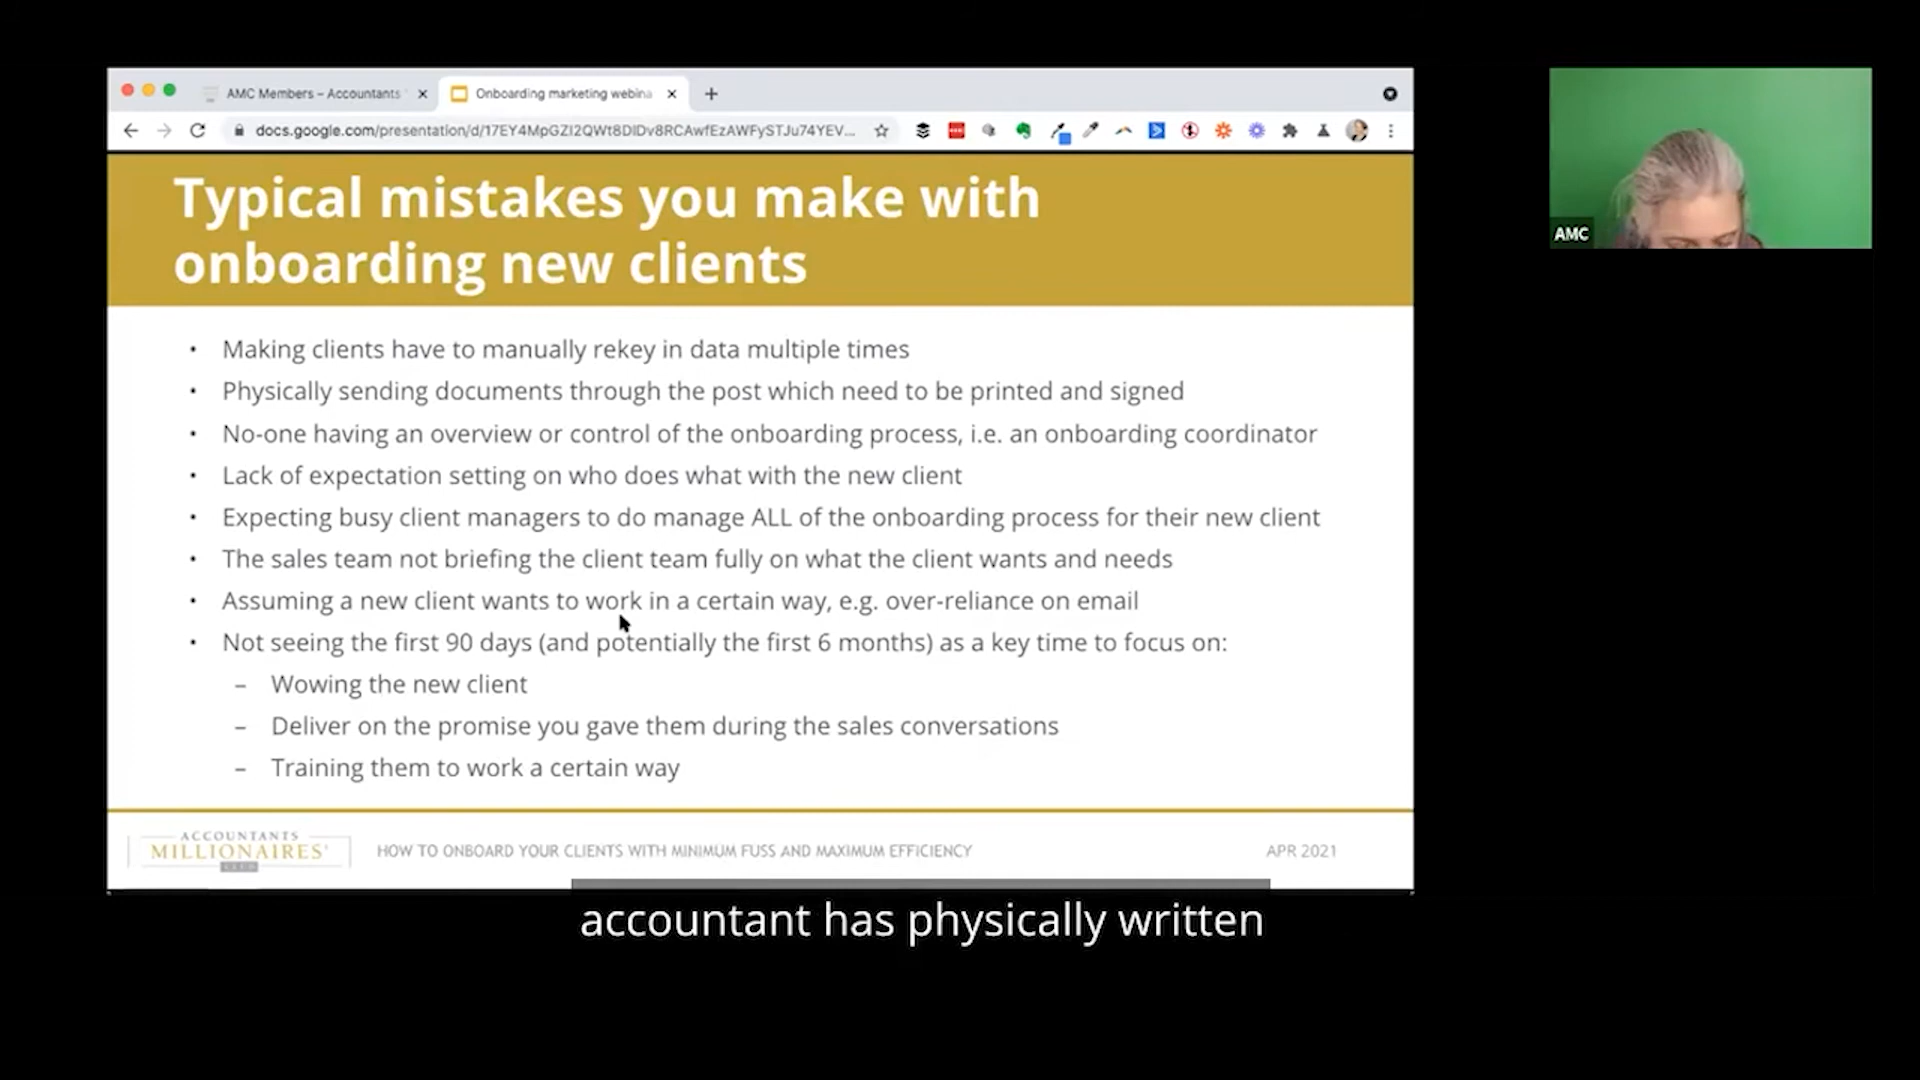 AMC Members – Accountants
Onboarding marketing webina
docs.google.com/presentation/d/17EY4MpGZI2QWt8DIDv8RCAwfEzAWFySTJu74YEV...
Typical mistakes you make with
onboarding new clients
• Making clients have to manually rekey in data multiple times
• Physically sending documents through the post which need to be printed and signed
• No-one having an overview or control of the onboarding process, i.e. an onboarding coordinator
• Lack of expectation setting on who does what with the new client
• Expecting busy client managers to do manage ALL of the onboarding process for their new client
• The sales team not briefing the client team fully on what the client wants and needs
• Assuming a new client wants to work in a certain way, e.g. over-reliance on email
• Not seeing the first 90 days (and potentially the first 6 months) as a key time to focus on:
– Wowing the new client
– Deliver on the promise you gave them during the sales conversations
– Training them to work a certain way
ACCOUNTANTS
MILLIONAIRES'
CLUB
HOW TO ONBOARD YOUR CLIENTS WITH MINIMUM FUSS AND MAXIMUM EFFICIENCY
APR 2021
AMC
accountant has physically written